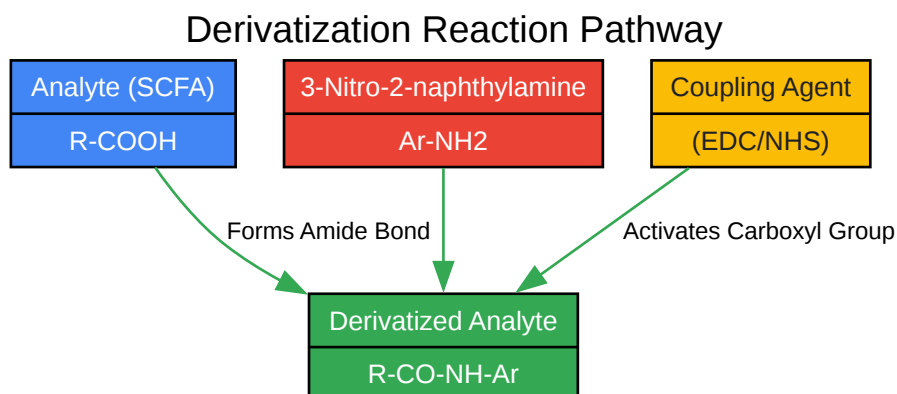 Derivatization Reaction Pathway
Analyte (SCFA)
R-COOH
3-Nitro-2-naphthylamine
Ar-NH2
Coupling Agent
(EDC/NHS)
Forms Amide Bond
Activates Carboxyl Group
Derivatized Analyte
R-CO-NH-Ar